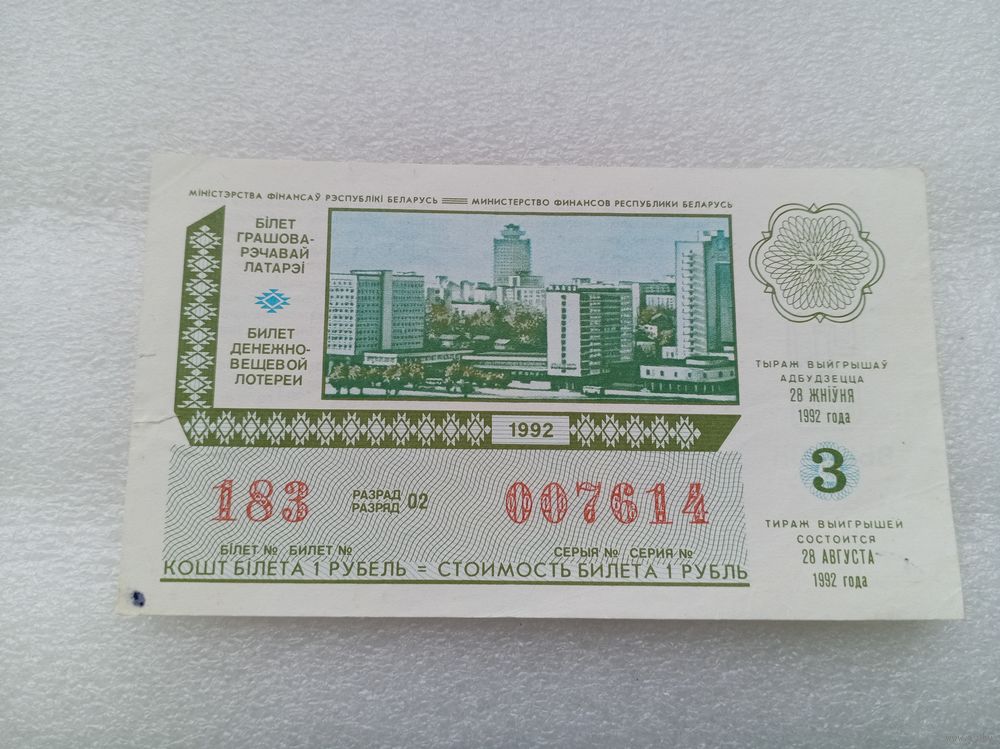 МІНІСТЭРСТВА ФІНАНСАЎ РЭСПУБЛІКІ БЕЛАРУСЬ МИНИСТЕРСТВО ФИНАНСОВ РЕСПУБЛИКИ БЕЛАРУСЬ
БІЛЕТ
ГРАШОВА-
РЭЧАВАЙ
ЛАТАРЭІ
БИЛЕТ
ДЕНЕЖНО-
ВЕЩЕВОЙ
ЛОТЕРЕИ
1992
183
РАЗРАД
РАЗРЯД 02
007614
БІЛЕТ № БИЛЕТ №
СЕРЫЯ № СЕРИЯ №
КОШТ БІЛЕТА 1 РУБЕЛЬ = СТОИМОСТЬ БИЛЕТА 1 РУБЛЬ
ТЫРАЖ ВЫЙГРЫШАЎ
АДБУДЗЕЦЦА
28 ЖНІЎНЯ
1992 года
3
ТИРАЖ ВЫИГРЫШЕЙ
СОСТОИТСЯ
28 АВГУСТА
1992 года